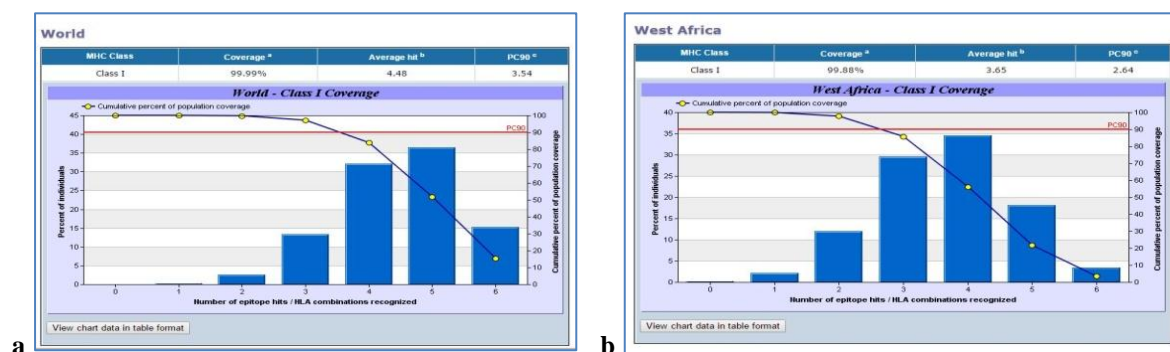 World
MHC Class Coverage a Average hit b PC90 c
Class I 99.99% 4.48 3.54
World - Class I Coverage
Cumulative percent of population coverage
PC90
45
40
35
30
25
20
15
10
5
0
Percent of individuals
100
90
80
70
60
50
40
30
20
10
0
Cumulative percent of population coverage
0 1 2 3 4 5 6
Number of epitope hits / HLA combinations recognized
View chart data in table format
a
West Africa
MHC Class Coverage a Average hit b PC90 c
Class I 99.88% 3.65 2.64
West Africa - Class I Coverage
Cumulative percent of population coverage
PC90
40
35
30
25
20
15
10
5
0
Percent of individuals
100
90
80
70
60
50
40
30
20
10
0
Cumulative percent of population coverage
0 1 2 3 4 5 6
Number of epitope hits / HLA combinations recognized
View chart data in table format
b